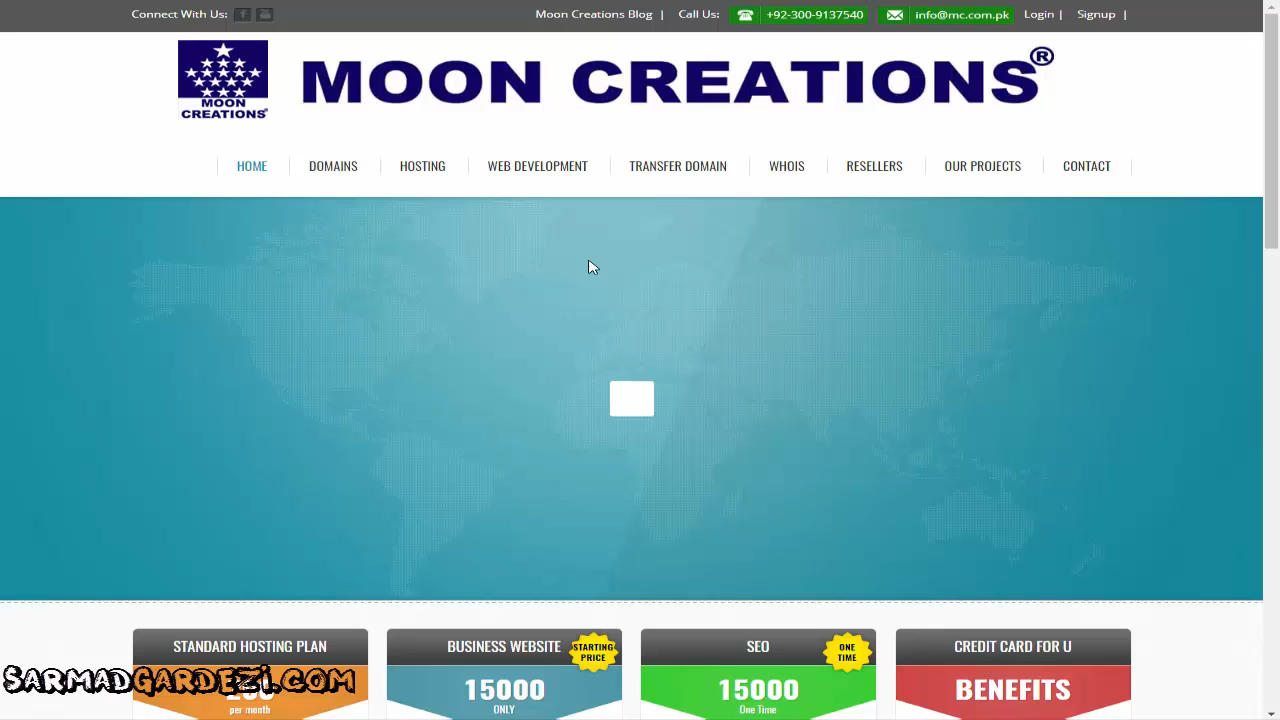 Connect With Us:
Moon Creations Blog | Call Us: +92-300-9137540 info@mc.com.pk Login | Signup |
MOON
CREATIONS®
MOON CREATIONS®
HOME DOMAINS HOSTING WEB DEVELOPMENT TRANSFER DOMAIN WHOIS RESELLERS OUR PROJECTS CONTACT
STANDARD HOSTING PLAN
per month
BUSINESS WEBSITE
STARTING
PRICE
15000
ONLY
SEO
ONE
TIME
15000
One Time
CREDIT CARD FOR U
BENEFITS
SARMADGARDEZI.COM